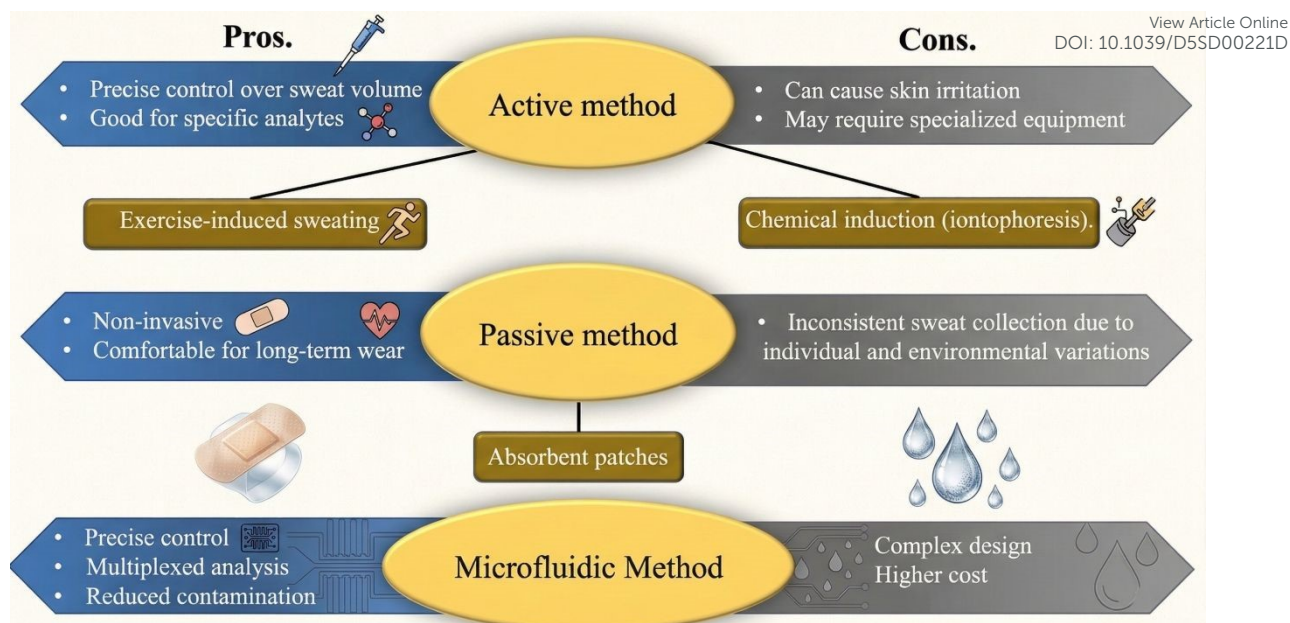 View Article Online
DOI: 10.1039/D5SD00221D
Pros.
Cons.
• Precise control over sweat volume
• Good for specific analytes
Active method
• Can cause skin irritation
• May require specialized equipment
Exercise-induced sweating
Chemical induction (iontophoresis).
• Non-invasive
• Comfortable for long-term wear
Passive method
• Inconsistent sweat collection due to
individual and environmental variations
Absorbent patches
• Precise control
• Multiplexed analysis
• Reduced contamination
Microfluidic Method
Complex design
Higher cost